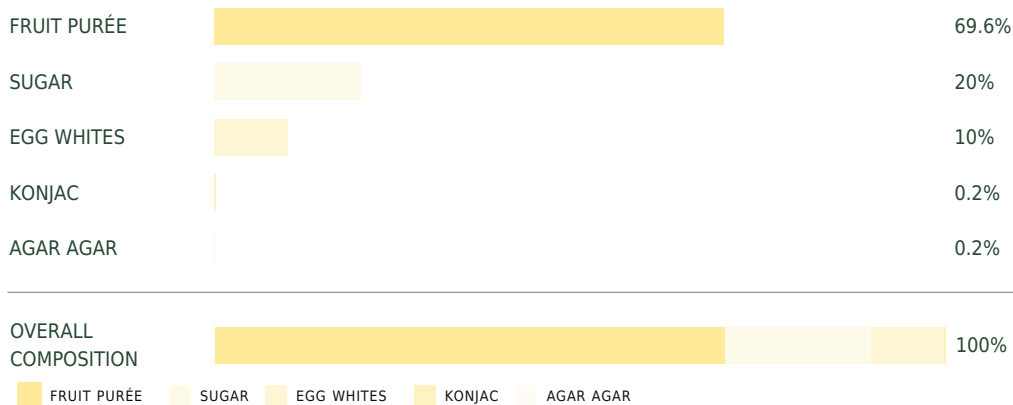 FRUIT PURÉE 69.6%
SUGAR 20%
EGG WHITES 10%
KONJAC 0.2%
AGAR AGAR 0.2%
OVERALL
COMPOSITION 100%
FRUIT PURÉE SUGAR EGG WHITES KONJAC AGAR AGAR